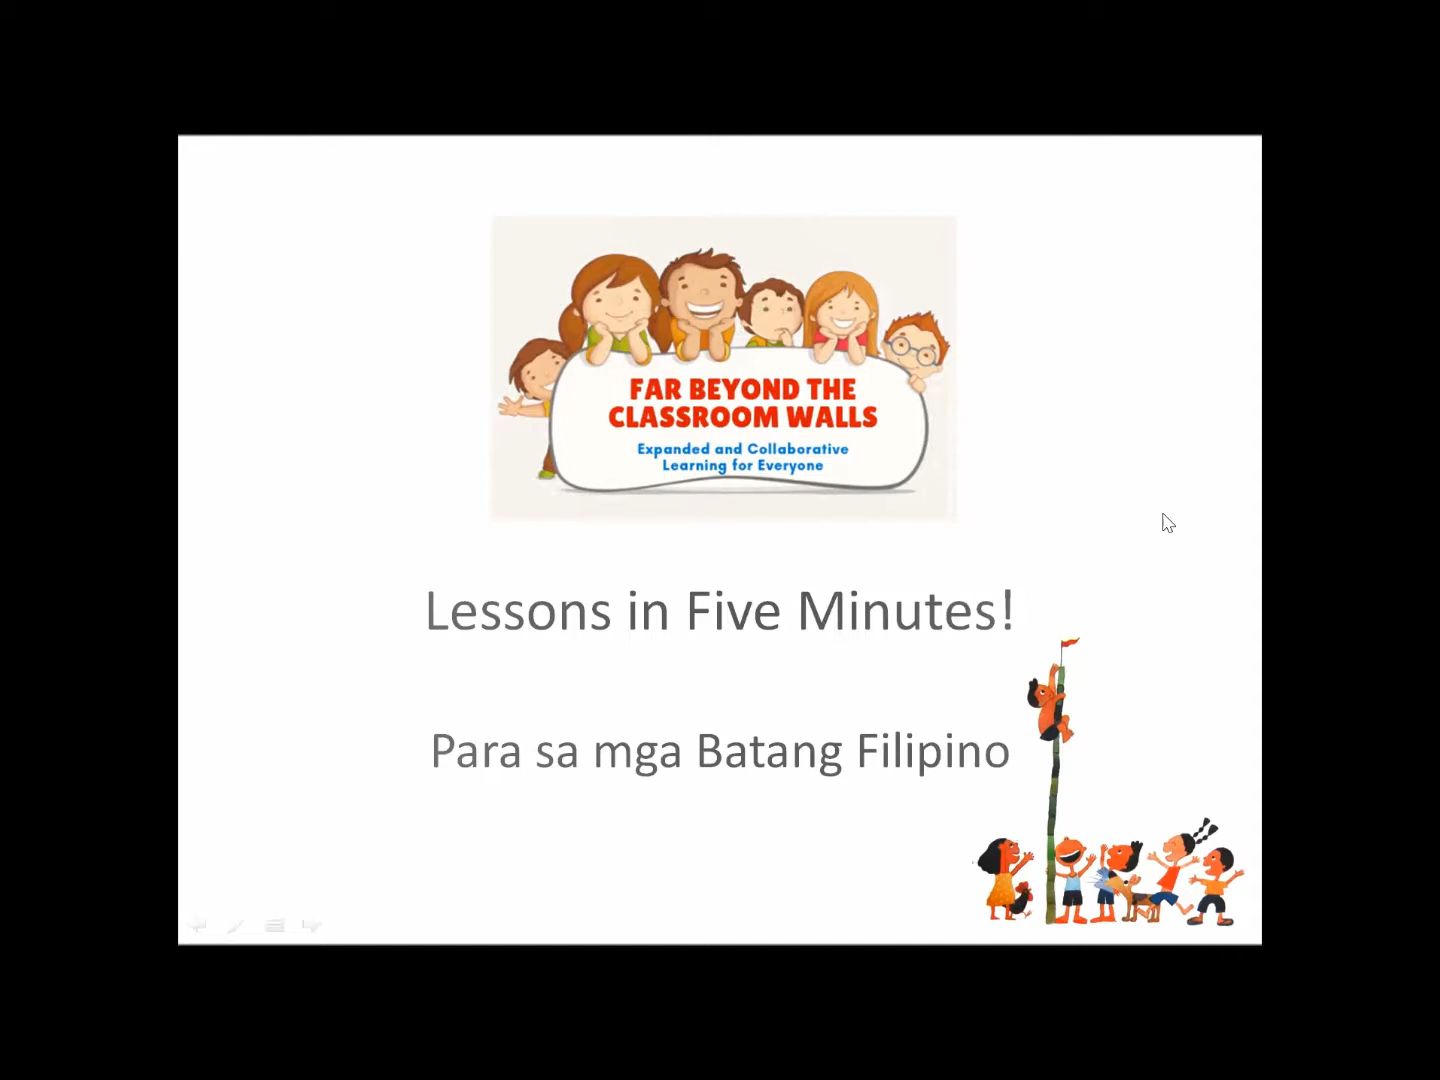 FAR BEYOND THE
CLASSROOM WALLS
Expanded and Collaborative
Learning for Everyone
Lessons in Five Minutes!
Para sa mga Batang Filipino